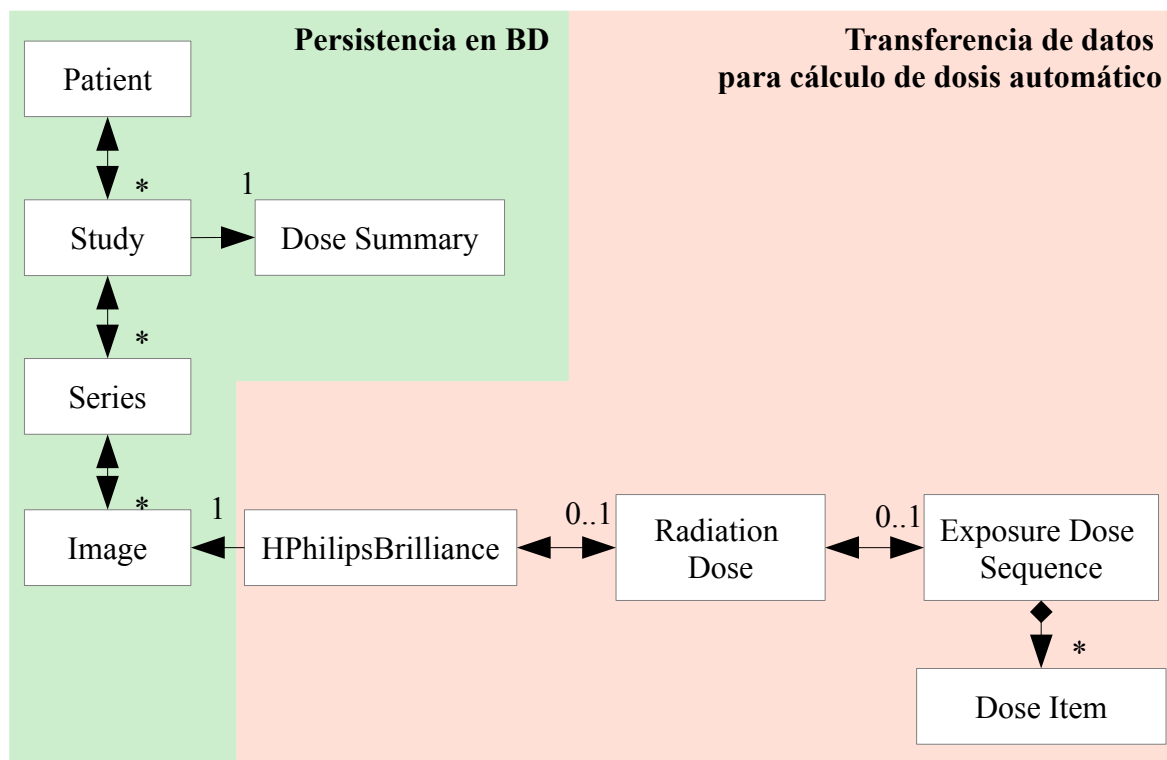 Persistencia en BD
Transferencia de datos
para cálculo de dosis automático
Patient
*
1
Study
Dose Summary
*
Series
*
1
0..1
0..1
Image
HPhilipsBrilliance
Radiation
Dose
Exposure Dose
Sequence
*
Dose Item